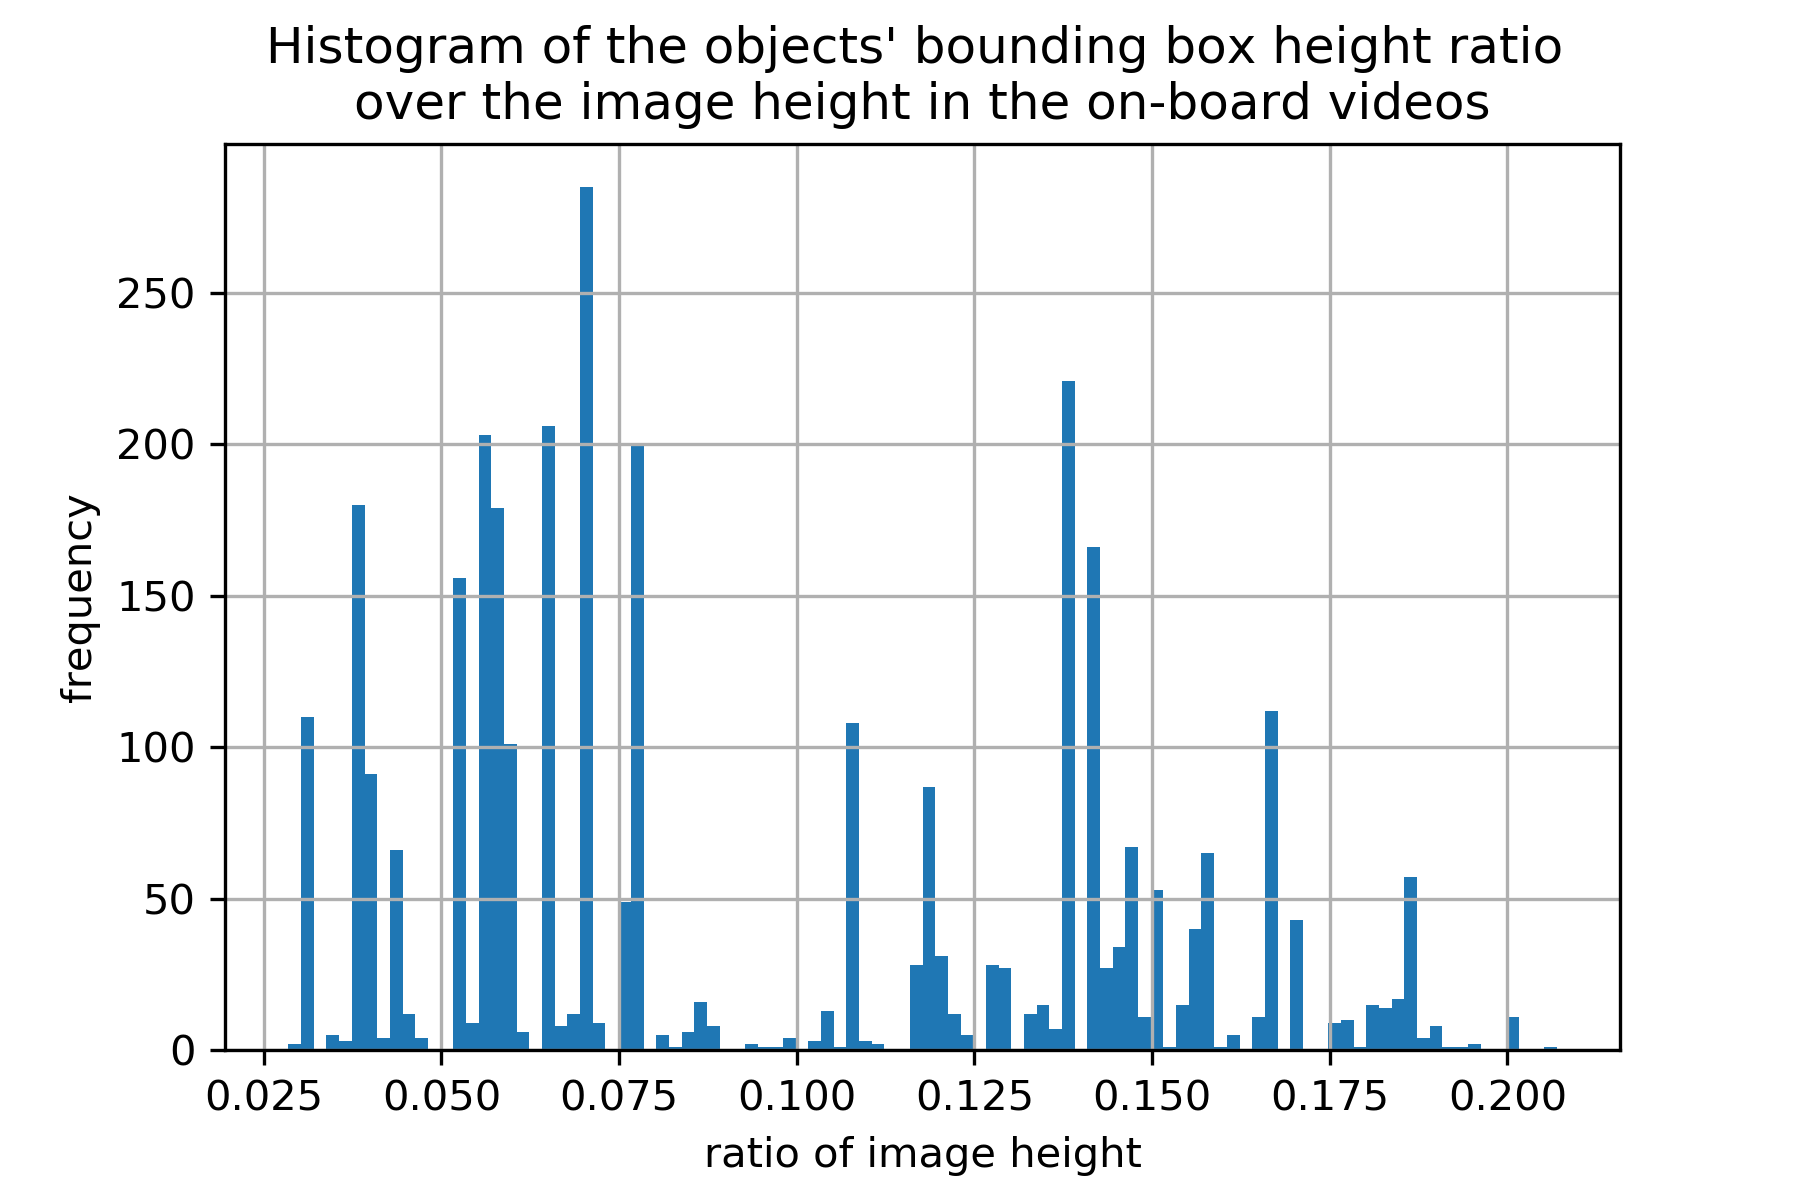 Histogram of the objects' bounding box height ratio
over the image height in the on-board videos
250
200
150
100
50
0
frequency
0.025 0.050 0.075 0.100 0.125 0.150 0.175 0.200
ratio of image height